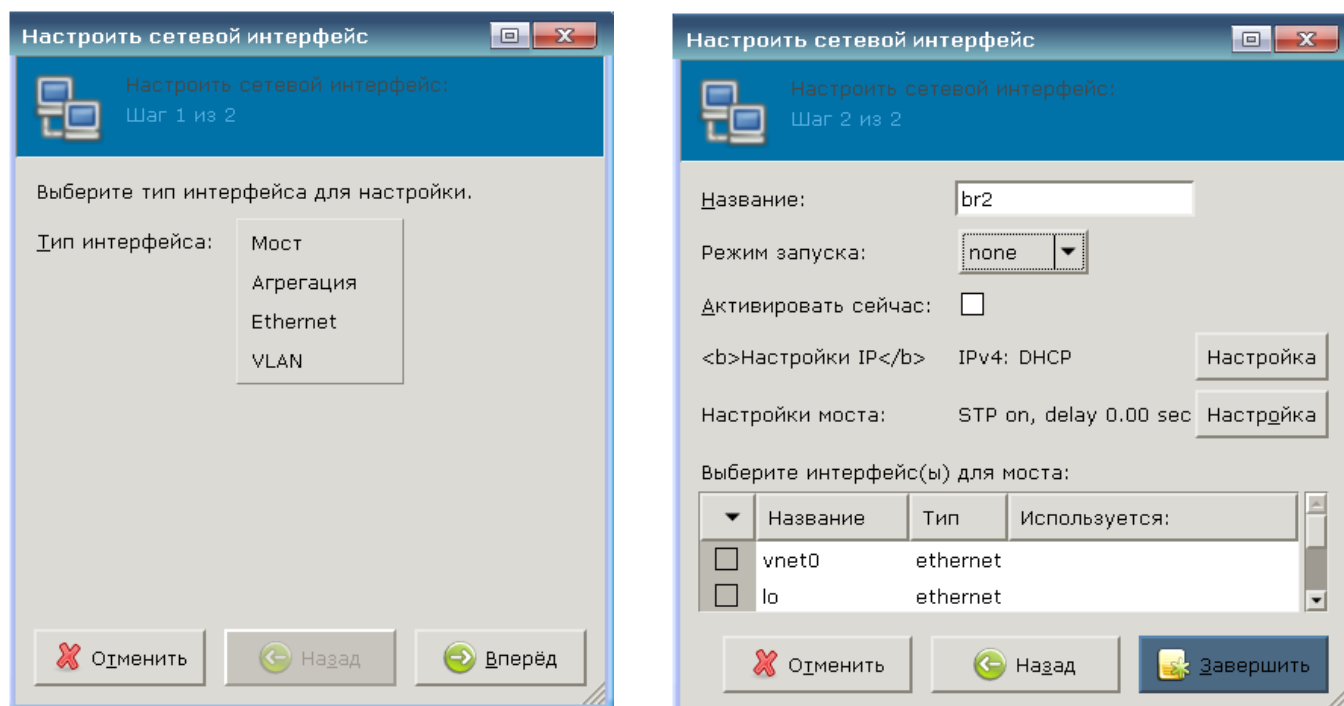 Настроить сетевой интерфейс
Настроить сетевой интерфейс:
Шаг 1 из 2
Выберите тип интерфейса для настройки.
Тип интерфейса:
Мост
Агрегация
Ethernet
VLAN
Отменить Назад Вперёд
Настроить сетевой интерфейс
Настроить сетевой интерфейс:
Шаг 2 из 2
Название: br2
Режим запуска: none
Активировать сейчас:
<b>Настройки IP</b> IPv4: DHCP Настройка
Настройки моста: STP on, delay 0.00 sec Настройка
Выберите интерфейс(ы) для моста:
Название Тип Используется:
vnet0 ethernet
lo ethernet
Отменить Назад Завершить